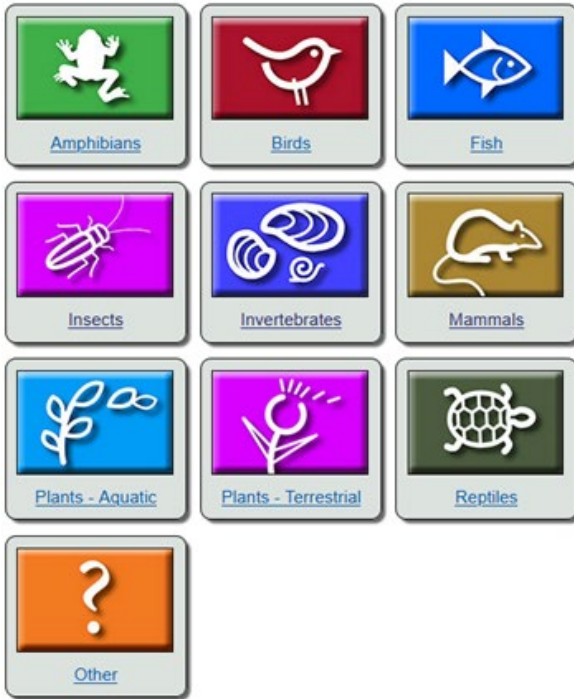 Amphibians
Birds
Fish
Insects
Invertebrates
Mammals
Plants - Aquatic
Plants - Terrestrial
Reptiles
?
Other